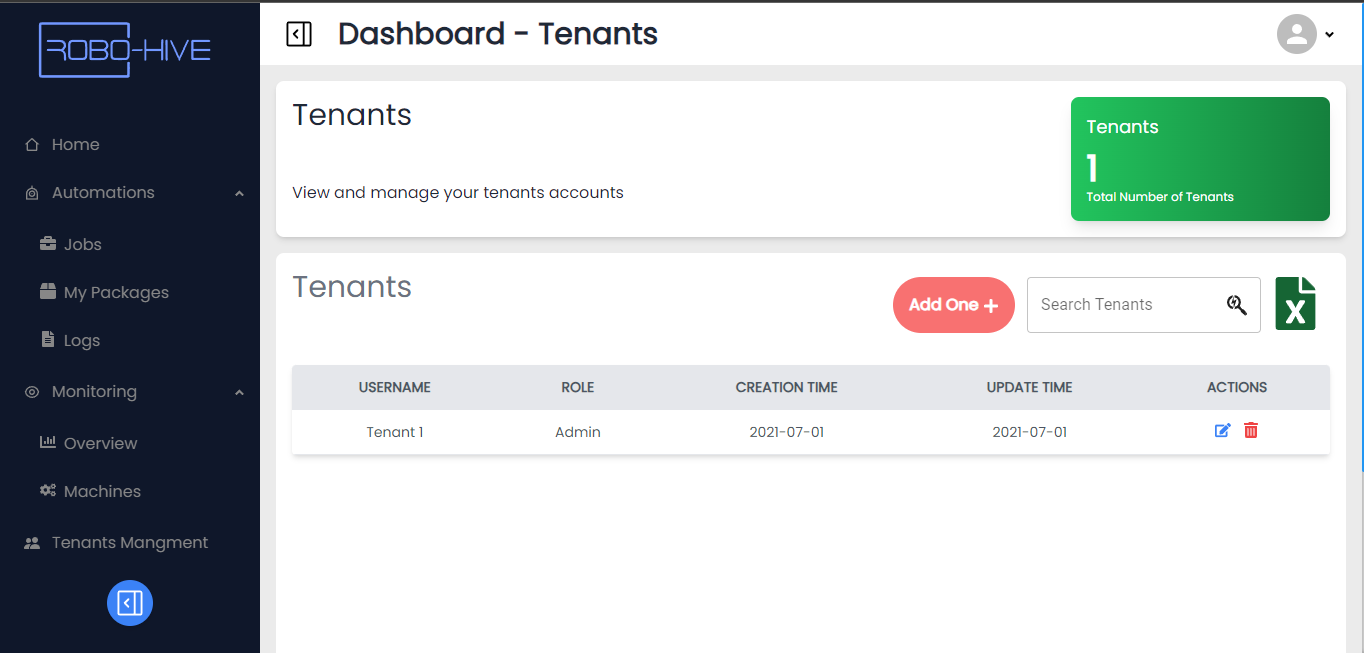 ROBO-HIVE
Home
Automations
Jobs
My Packages
Logs
Monitoring
Overview
Machines
Tenants Mangment
Dashboard - Tenants
Tenants
View and manage your tenants accounts
Tenants
1
Total Number of Tenants
Tenants
Add One +
Search Tenants
X
USERNAME ROLE CREATION TIME UPDATE TIME ACTIONS
Tenant 1 Admin 2021-07-01 2021-07-01